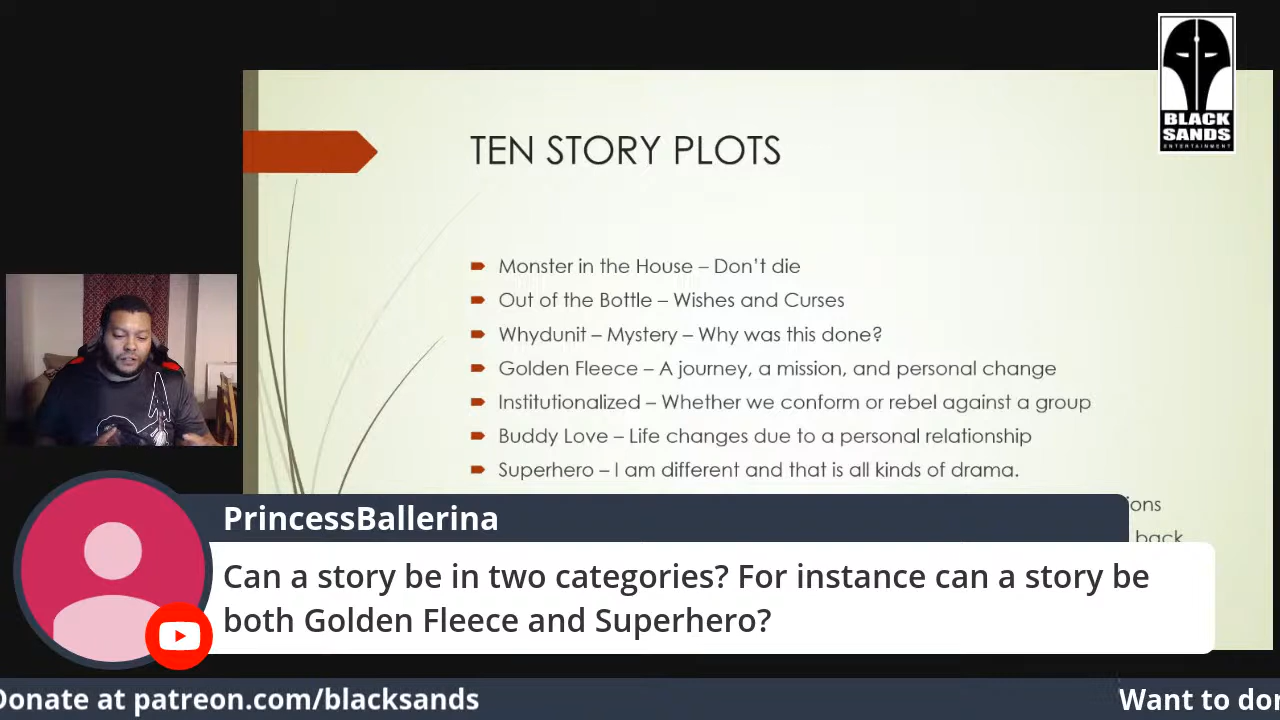 BLACK
SANDS
ENTERTAINMENT
TEN STORY PLOTS
Monster in the House – Don't die
Out of the Bottle – Wishes and Curses
Whydunit – Mystery – Why was this done?
Golden Fleece – A journey, a mission, and personal change
Institutionalized – Whether we conform or rebel against a group
Buddy Love – Life changes due to a personal relationship
Superhero – I am different and that is all kinds of drama.
ions
back
PrincessBallerina
Can a story be in two categories? For instance can a story be
both Golden Fleece and Superhero?
Donate at patreon.com/blacksands
Want to don